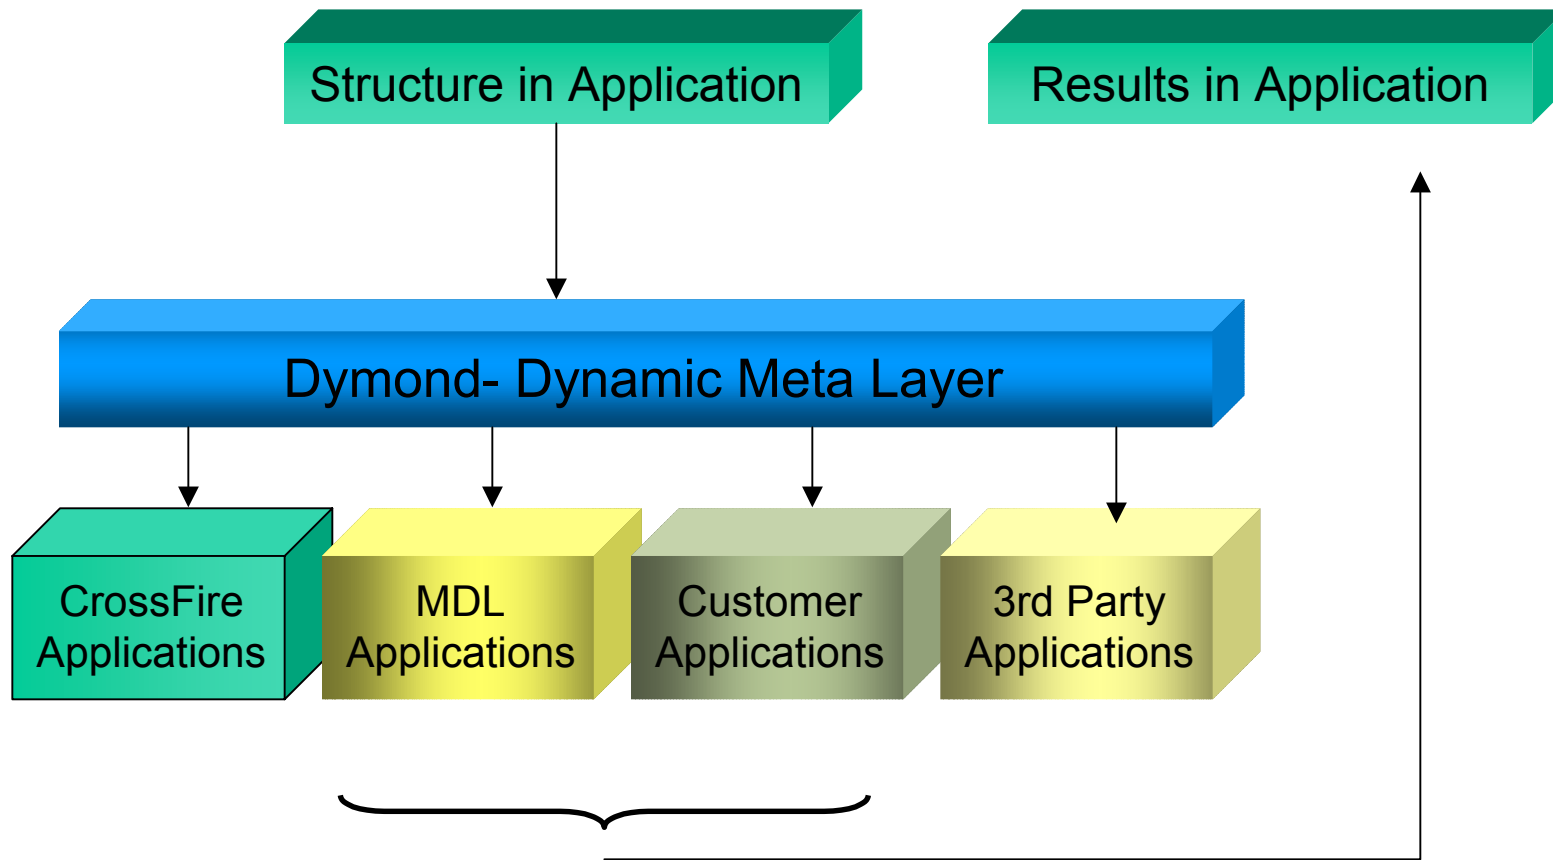 Structure in Application
Results in Application
Dymond- Dynamic Meta Layer
CrossFire
Applications
MDL
Applications
Customer
Applications
3rd Party
Applications